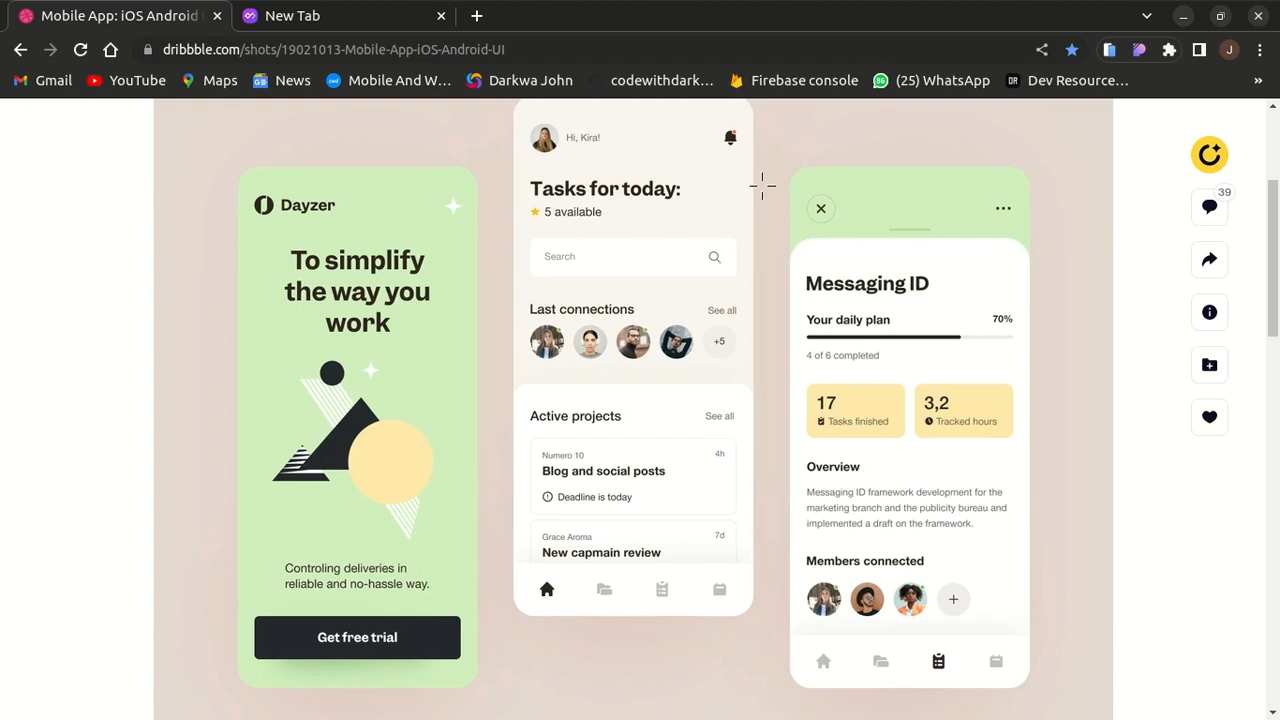 Mobile App: iOS Android
New Tab
dribbble.com/shots/19021013-Mobile-App-iOS-Android-UI
Gmail
YouTube
Maps
News
Mobile And W...
Darkwa John
codewithdark...
Firebase console
(25) WhatsApp
Dev Resource...
J
39
Dayzer
To simplify
the way you
work
Controling deliveries in
reliable and no-hassle way.
Get free trial
Hi, Kira!
Tasks for today:
5 available
Search
Last connections
See all
+5
Active projects
See all
Numero 10
4h
Blog and social posts
Deadline is today
Grace Aroma
7d
New capmain review
Messaging ID
Your daily plan
70%
4 of 6 completed
17
Tasks finished
3,2
Tracked hours
Overview
Messaging ID framework development for the
marketing branch and the publicity bureau and
implemented a draft on the framework.
Members connected